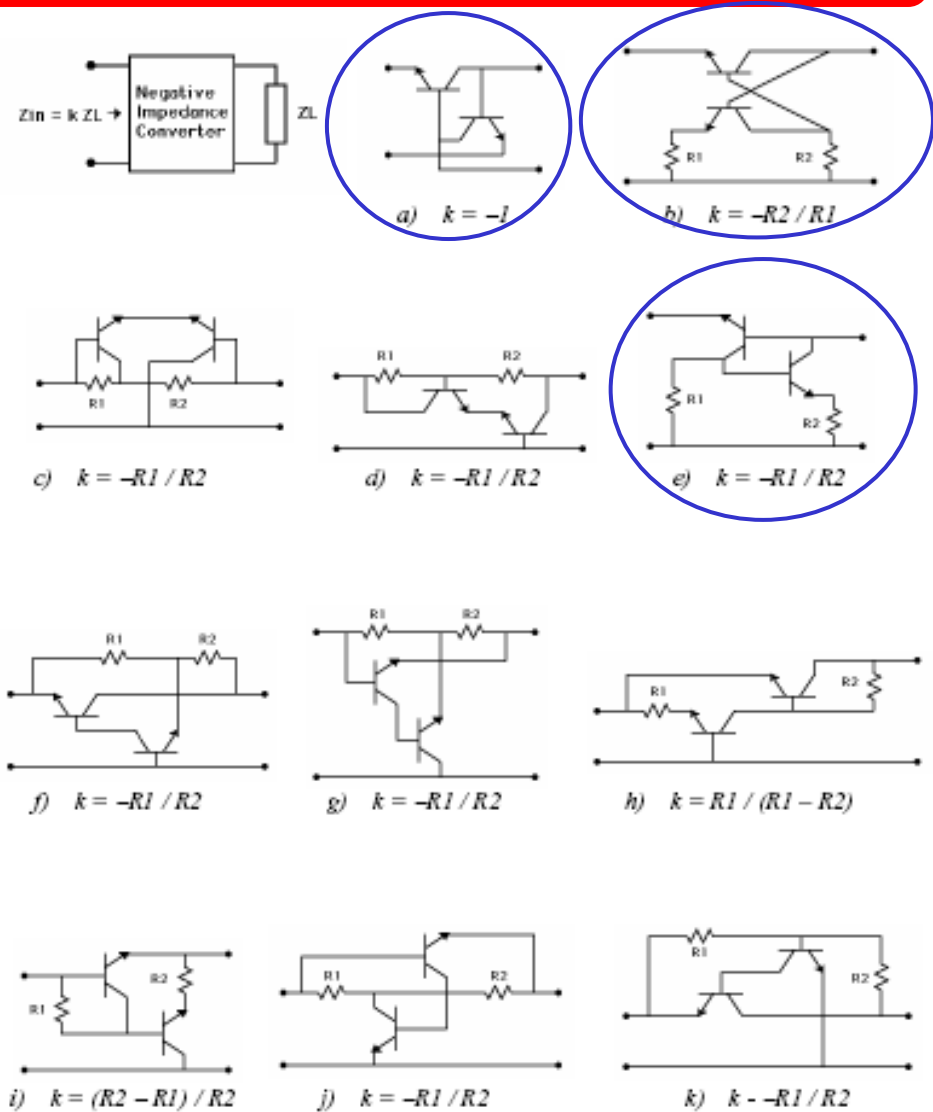 Zin = k ZL
Negative
Impedance
Converter
ZL
a) k = –1
R1
R2
b) k = –R2 / R1
R1
R2
c) k = –R1 / R2
R1
R2
d) k = –R1 / R2
R1
R2
e) k = –R1 / R2
R1
R2
f) k = –R1 / R2
R1
R2
g) k = –R1 / R2
R1
R2
h) k = R1 / (R1 – R2)
R1
R2
i) k = (R2 – R1) / R2
R1
R2
j) k = –R1 / R2
R1
R2
k) k - –R1 / R2